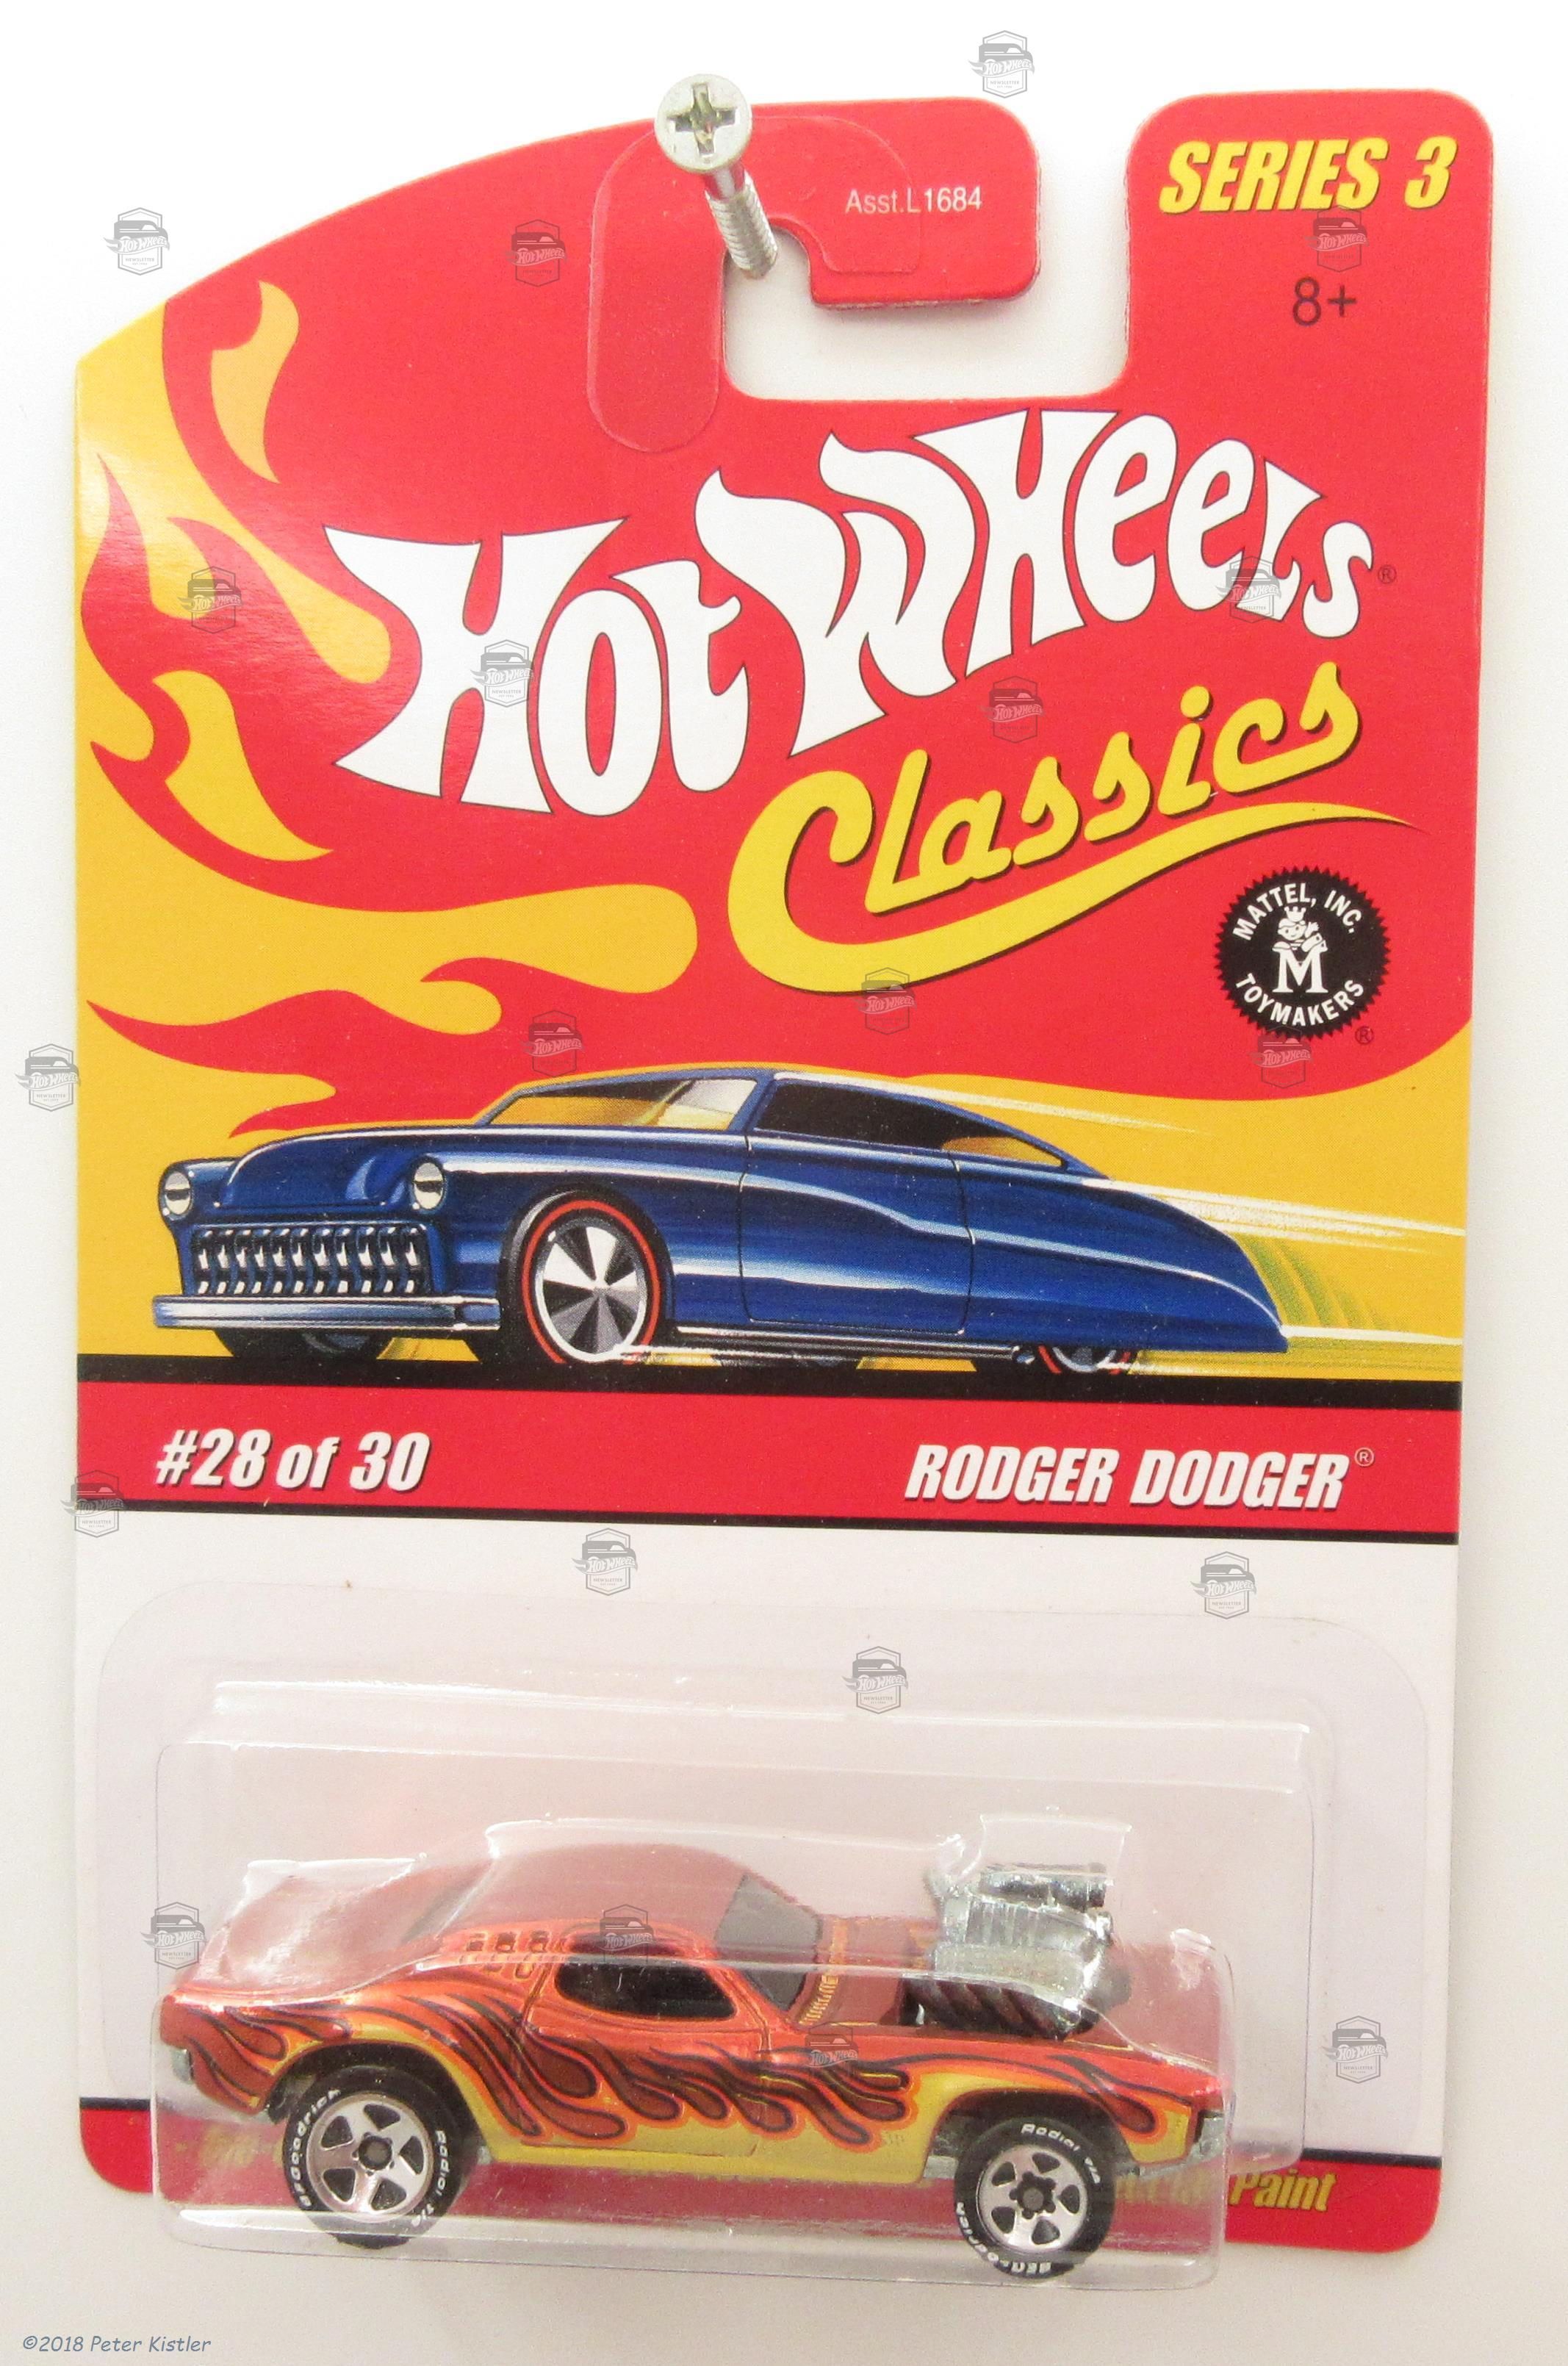 SERIES 3
Asst.L1684
8+
Hot Wheels®
Classics
MATTEL, INC.
M
TOYMAKERS
®
#28 of 30
RODGER DODGER®
Radial
Paint
©2018 Peter Kistler